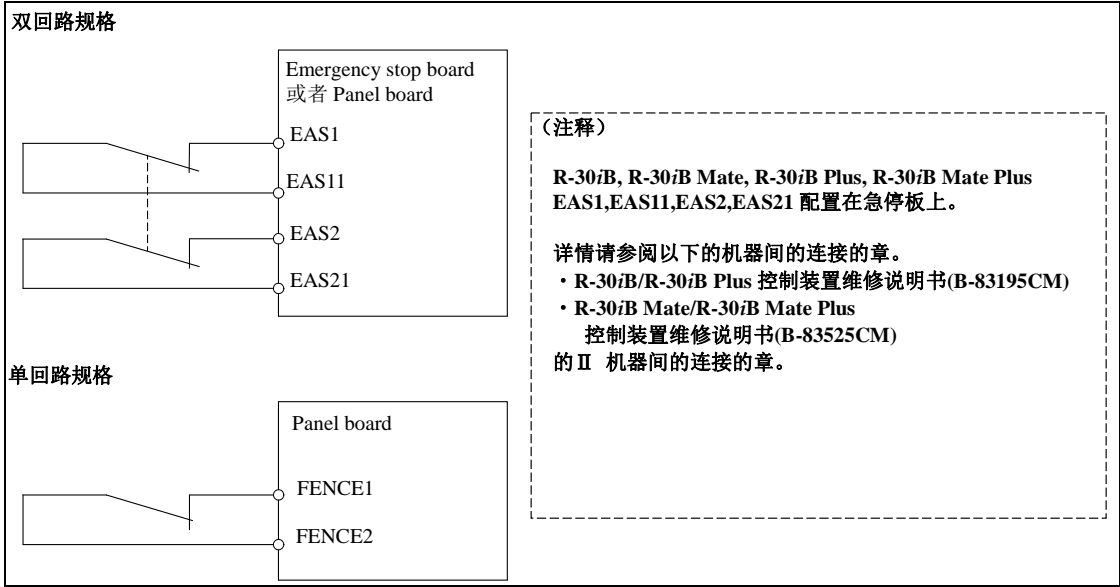 双回路规格
Emergency stop board
或者 Panel board
EAS1
EAS11
EAS2
EAS21
（注释）
R-30iB, R-30iB Mate, R-30iB Plus, R-30iB Mate Plus
EAS1,EAS11,EAS2,EAS21 配置在急停板上。
详情请参阅以下的机器间的连接的章。
・R-30iB/R-30iB Plus 控制装置维修说明书(B-83195CM)
・R-30iB Mate/R-30iB Mate Plus
控制装置维修说明书(B-83525CM)
的Ⅱ 机器间的连接的章。
单回路规格
Panel board
FENCE1
FENCE2